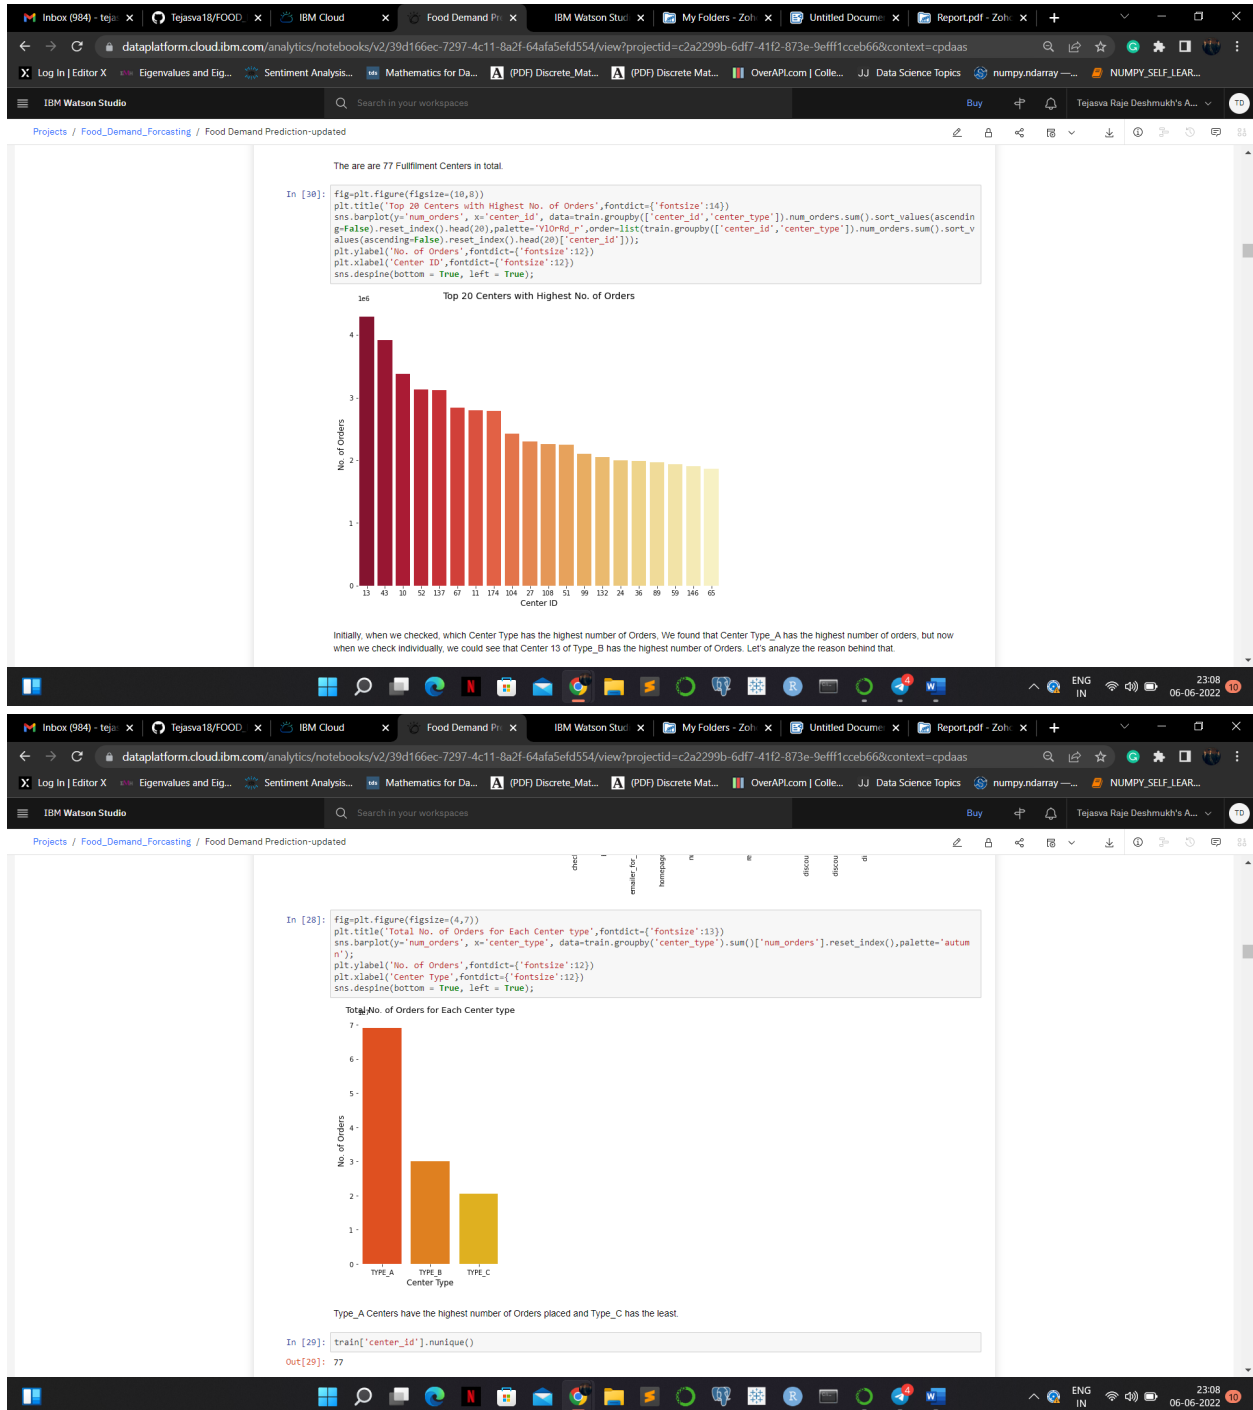 Inbox (984) - teja
Tejasva18/FOOD_
IBM Cloud
Food Demand Pr
IBM Watson Stud
My Folders - Zoh
Untitled Docume
Report.pdf - Zoh
dataplatform.cloud.ibm.com/analytics/notebooks/v2/39d166ec-7297-4c11-8a2f-64afa5efd554/view?projectid=c2a2299b-6df7-41f2-873e-9efff1cceb66&context=cpdaas
Log In | Editor X
Eigenvalues and Eig...
Sentiment Analysis...
Mathematics for Da...
(PDF) Discrete_Mat...
(PDF) Discrete Mat...
OverAPI.com | Colle...
JJ Data Science Topics
numpy.ndarray —...
NUMPY_SELF_LEAR...
IBM Watson Studio
Search in your workspaces
Buy
Tejasva Raje Deshmukh's A...
TD
Projects / Food_Demand_Forcasting / Food Demand Prediction-updated
The are are 77 Fullfilment Centers in total.
In [30]: fig=plt.figure(figsize=(10,8))
plt.title('Top 20 Centers with Highest No. of Orders',fontdict={'fontsize':14})
sns.barplot(y='num_orders', x='center_id', data=train.groupby(['center_id','center_type']).num_orders.sum().sort_values(ascendin
g=False).reset_index().head(20),palette='YlOrRd_r',order=list(train.groupby(['center_id','center_type']).num_orders.sum().sort_v
alues(ascending=False).reset_index().head(20)['center_id']));
plt.ylabel('No. of Orders',fontdict={'fontsize':12})
plt.xlabel('Center ID',fontdict={'fontsize':12})
sns.despine(bottom = True, left = True);
Top 20 Centers with Highest No. of Orders
1e6
4
3
2
1
0
No. of Orders
13 43 10 52 137 67 11 174 104 27 108 51 99 132 24 36 89 59 146 65
Center ID
Initially, when we checked, which Center Type has the highest number of Orders, We found that Center Type_A has the highest number of orders, but now
when we check individually, we could see that Center 13 of Type_B has the highest number of Orders. Let's analyze the reason behind that.
4
ENG
IN
23:08
06-06-2022
10
Inbox (984) - teja
Tejasva18/FOOD_
IBM Cloud
Food Demand Pr
IBM Watson Stud
My Folders - Zoh
Untitled Docume
Report.pdf - Zoh
dataplatform.cloud.ibm.com/analytics/notebooks/v2/39d166ec-7297-4c11-8a2f-64afa5efd554/view?projectid=c2a2299b-6df7-41f2-873e-9efff1cceb66&context=cpdaas
Log In | Editor X
Eigenvalues and Eig...
Sentiment Analysis...
Mathematics for Da...
(PDF) Discrete_Mat...
(PDF) Discrete Mat...
OverAPI.com | Colle...
JJ Data Science Topics
numpy.ndarray —...
NUMPY_SELF_LEAR...
IBM Watson Studio
Search in your workspaces
Buy
Tejasva Raje Deshmukh's A...
TD
Projects / Food_Demand_Forcasting / Food Demand Prediction-updated
chec
emailer_for_
homepage
discou
discou
In [28]: fig=plt.figure(figsize=(4,7))
plt.title('Total No. of Orders for Each Center type',fontdict={'fontsize':13})
sns.barplot(y='num_orders', x='center_type', data=train.groupby('center_type').sum()['num_orders'].reset_index(),palette='autum
n');
plt.ylabel('No. of Orders',fontdict={'fontsize':12})
plt.xlabel('Center Type',fontdict={'fontsize':12})
sns.despine(bottom = True, left = True);
Total No. of Orders for Each Center type
1e7
7
6
5
4
3
2
1
0
No. of Orders
TYPE_A TYPE_B TYPE_C
Center Type
Type_A Centers have the highest number of Orders placed and Type_C has the least.
In [29]: train['center_id'].nunique()
Out[29]: 77
4
ENG
IN
23:08
06-06-2022
10